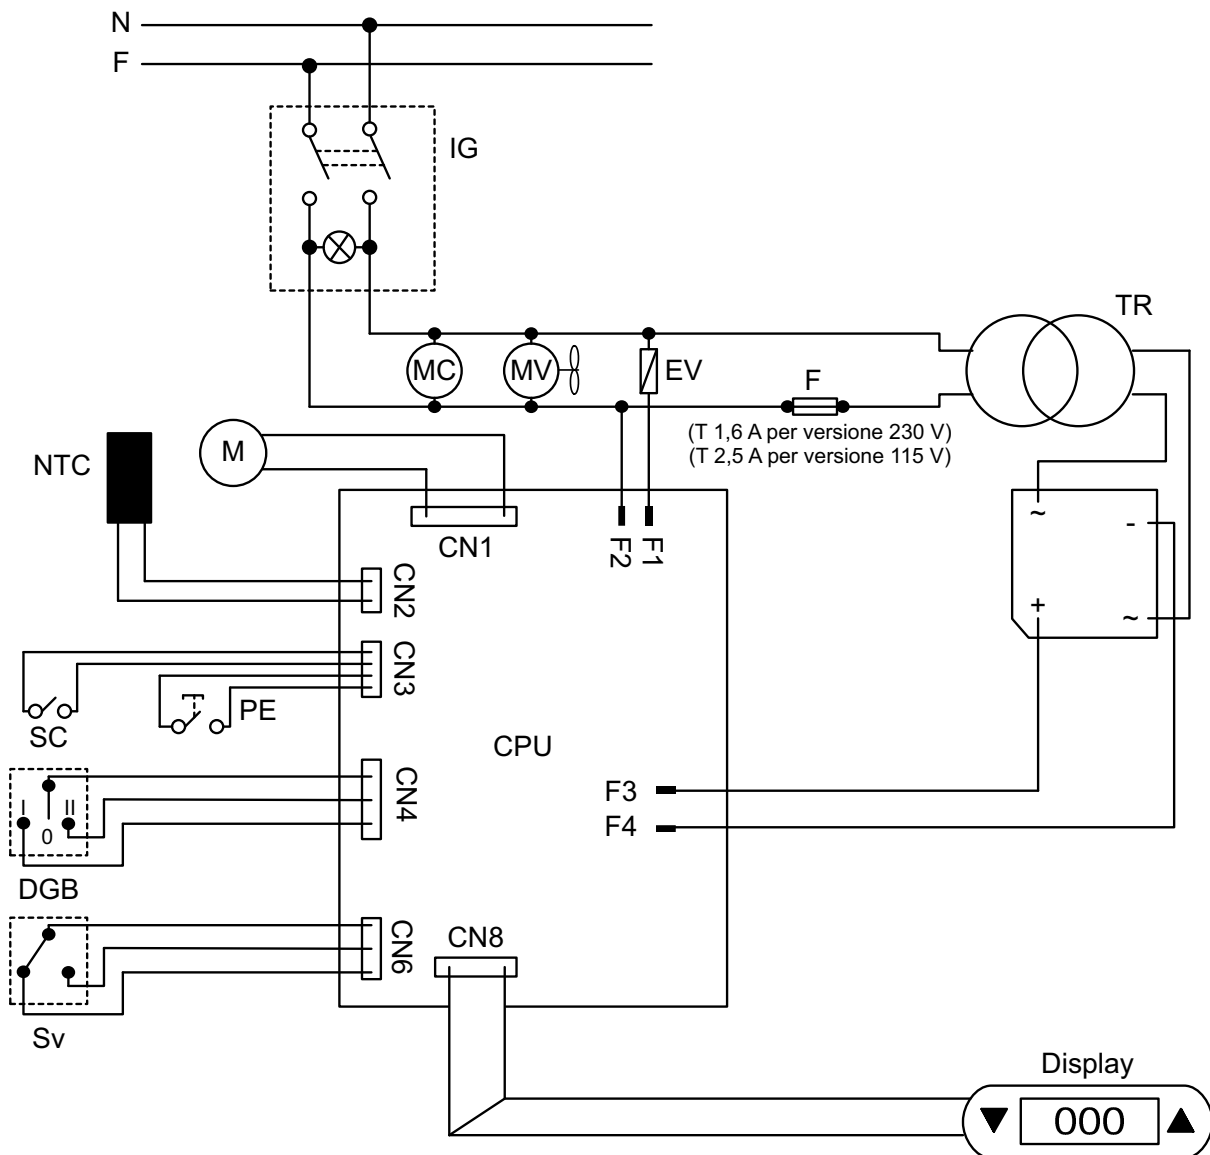 N
F
IG
TR
MC
MV
EV
F
(T 1,6 A per versione 230 V)
(T 2,5 A per versione 115 V)
M
NTC
CN1
F2
F1
~
-
+
~
CN2
CN3
SC
PE
CPU
CN4
I
II
0
DGB
F3
F4
CN6
Sv
CN8
Display
000